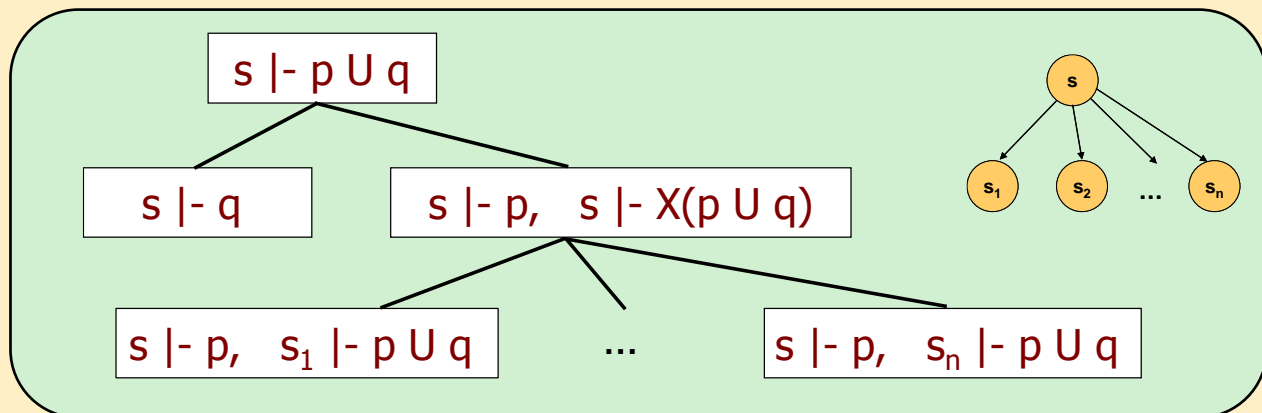 s |- p U q
s
s |- q
s |- p,   s |- X(p U q)
s₁
s₂
...
sₙ
s |- p,   s₁ |- p U q
...
s |- p,   sₙ |- p U q